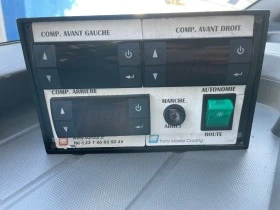 COMP. AVANT GAUCHE
COMP. AVANT DROIT
COMP. ARRIERE
MARCHE
AUTONOMIE
ARRET
ROUTE